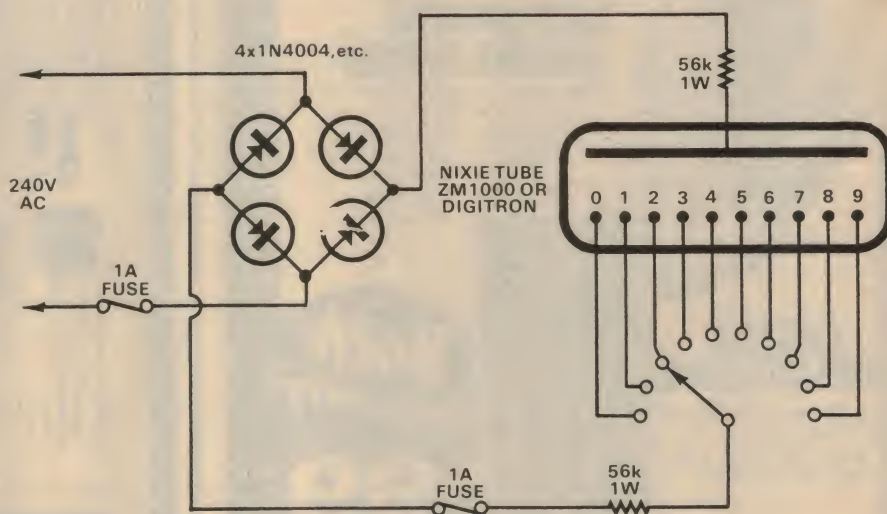 4x1N4004,etc.
56k
1W
240V
AC
NIXIE TUBE
ZM1000 OR
DIGITRON
0 1 2 3 4 5 6 7 8 9
1A
FUSE
1A
FUSE
56k
1W